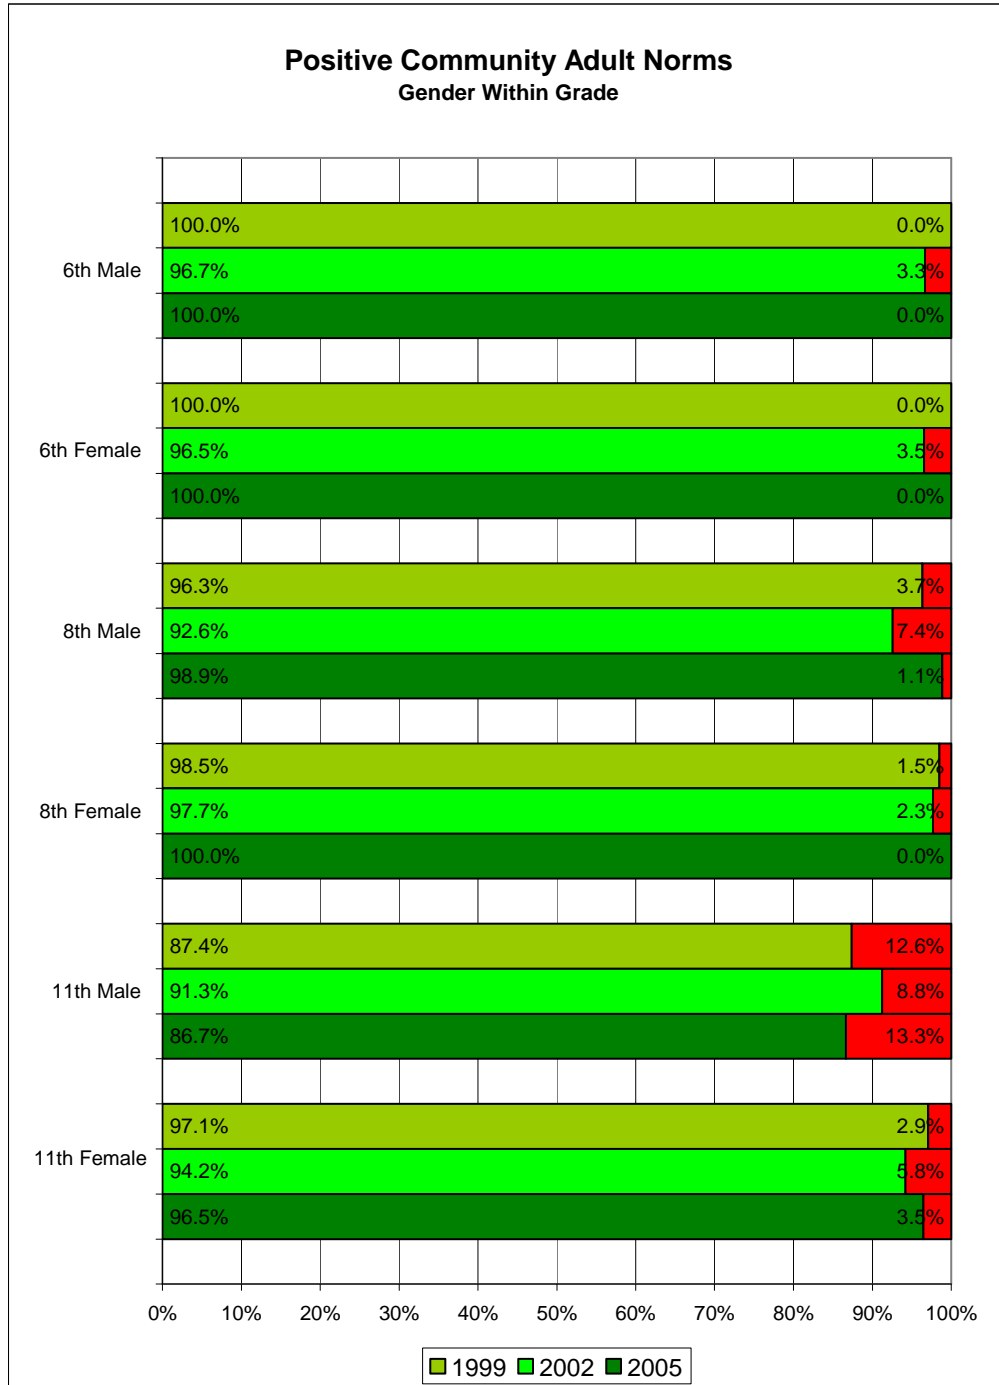 Positive Community Adult Norms
Gender Within Grade
100.0% 0.0%
6th Male 96.7% 3.3%
100.0% 0.0%
100.0% 0.0%
6th Female 96.5% 3.5%
100.0% 0.0%
96.3% 3.7%
8th Male 92.6% 7.4%
98.9% 1.1%
98.5% 1.5%
8th Female 97.7% 2.3%
100.0% 0.0%
87.4% 12.6%
11th Male 91.3% 8.8%
86.7% 13.3%
97.1% 2.9%
11th Female 94.2% 5.8%
96.5% 3.5%
0% 10% 20% 30% 40% 50% 60% 70% 80% 90% 100%
1999 2002 2005